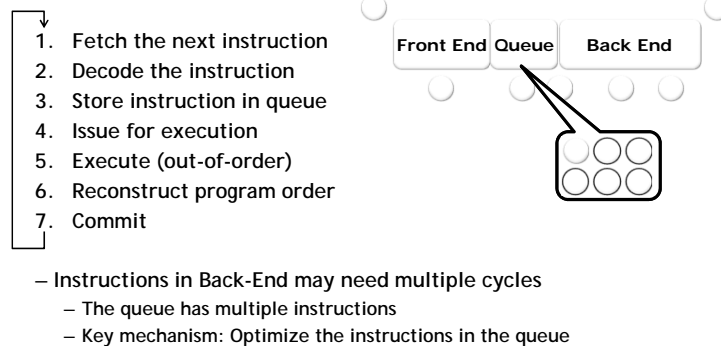 1. Fetch the next instruction
2. Decode the instruction
3. Store instruction in queue
4. Issue for execution
5. Execute (out-of-order)
6. Reconstruct program order
7. Commit
Front End Queue Back End
– Instructions in Back-End may need multiple cycles
– The queue has multiple instructions
– Key mechanism: Optimize the instructions in the queue